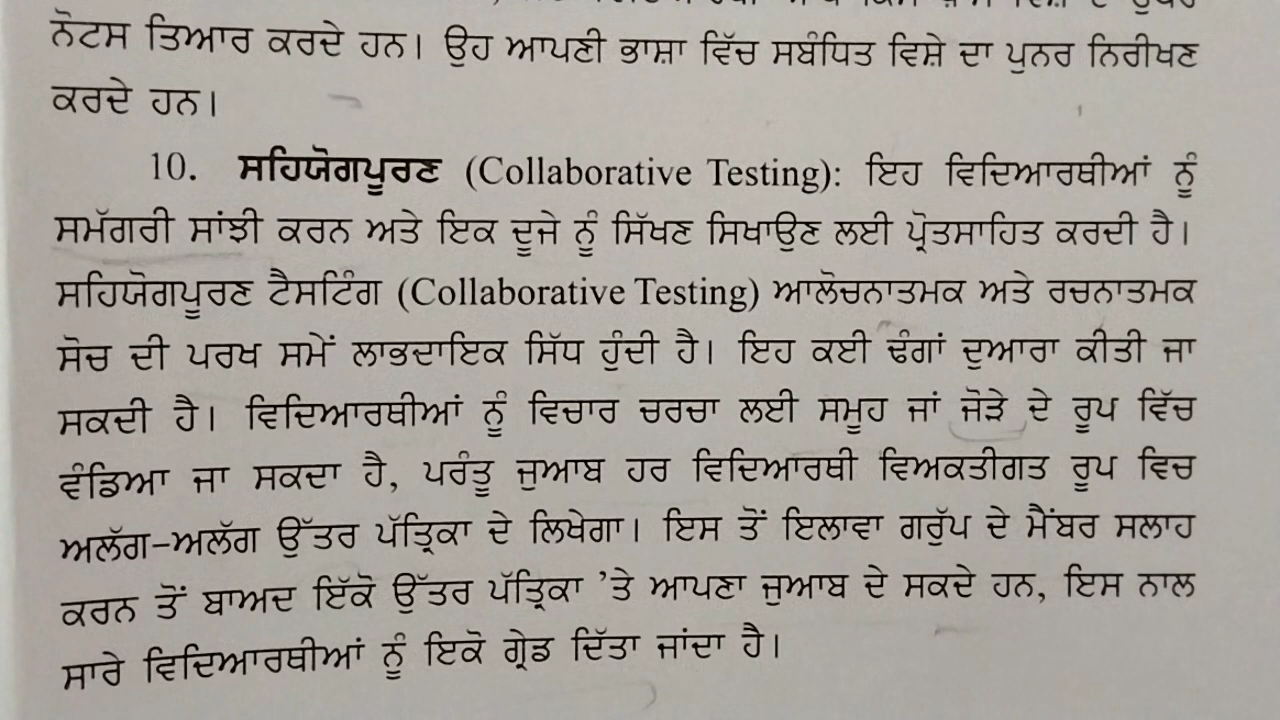 ਨੋਟਸ ਤਿਆਰ ਕਰਦੇ ਹਨ। ਉਹ ਆਪਣੀ ਭਾਸ਼ਾ ਵਿੱਚ ਸਬੰਧਿਤ ਵਿਸ਼ੇ ਦਾ ਪੁਨਰ ਨਿਰੀਖਣ
ਕਰਦੇ ਹਨ।
10. ਸਹਿਯੋਗਪੂਰਣ (Collaborative Testing): ਇਹ ਵਿਦਿਆਰਥੀਆਂ ਨੂੰ
ਸਮੱਗਰੀ ਸਾਂਝੀ ਕਰਨ ਅਤੇ ਇਕ ਦੂਜੇ ਨੂੰ ਸਿੱਖਣ ਸਿਖਾਉਣ ਲਈ ਪ੍ਰੋਤਸਾਹਿਤ ਕਰਦੀ ਹੈ।
ਸਹਿਯੋਗਪੂਰਣ ਟੈਸਟਿੰਗ (Collaborative Testing) ਆਲੋਚਨਾਤਮਕ ਅਤੇ ਰਚਨਾਤਮਕ
ਸੋਚ ਦੀ ਪਰਖ ਸਮੇਂ ਲਾਭਦਾਇਕ ਸਿੱਧ ਹੁੰਦੀ ਹੈ। ਇਹ ਕਈ ਢੰਗਾਂ ਦੁਆਰਾ ਕੀਤੀ ਜਾ
ਸਕਦੀ ਹੈ। ਵਿਦਿਆਰਥੀਆਂ ਨੂੰ ਵਿਚਾਰ ਚਰਚਾ ਲਈ ਸਮੂਹ ਜਾਂ ਜੋੜੇ ਦੇ ਰੂਪ ਵਿੱਚ
ਵੰਡਿਆ ਜਾ ਸਕਦਾ ਹੈ, ਪਰੰਤੂ ਜੁਆਬ ਹਰ ਵਿਦਿਆਰਥੀ ਵਿਅਕਤੀਗਤ ਰੂਪ ਵਿਚ
ਅਲੱਗ-ਅਲੱਗ ਉੱਤਰ ਪੱਤ੍ਰਿਕਾ ਦੇ ਲਿਖੇਗਾ। ਇਸ ਤੋਂ ਇਲਾਵਾ ਗਰੁੱਪ ਦੇ ਮੈਂਬਰ ਸਲਾਹ
ਕਰਨ ਤੋਂ ਬਾਅਦ ਇੱਕੋ ਉੱਤਰ ਪੱਤ੍ਰਿਕਾ ’ਤੇ ਆਪਣਾ ਜੁਆਬ ਦੇ ਸਕਦੇ ਹਨ, ਇਸ ਨਾਲ
ਸਾਰੇ ਵਿਦਿਆਰਥੀਆਂ ਨੂੰ ਇਕੋ ਗ੍ਰੇਡ ਦਿੱਤਾ ਜਾਂਦਾ ਹੈ।